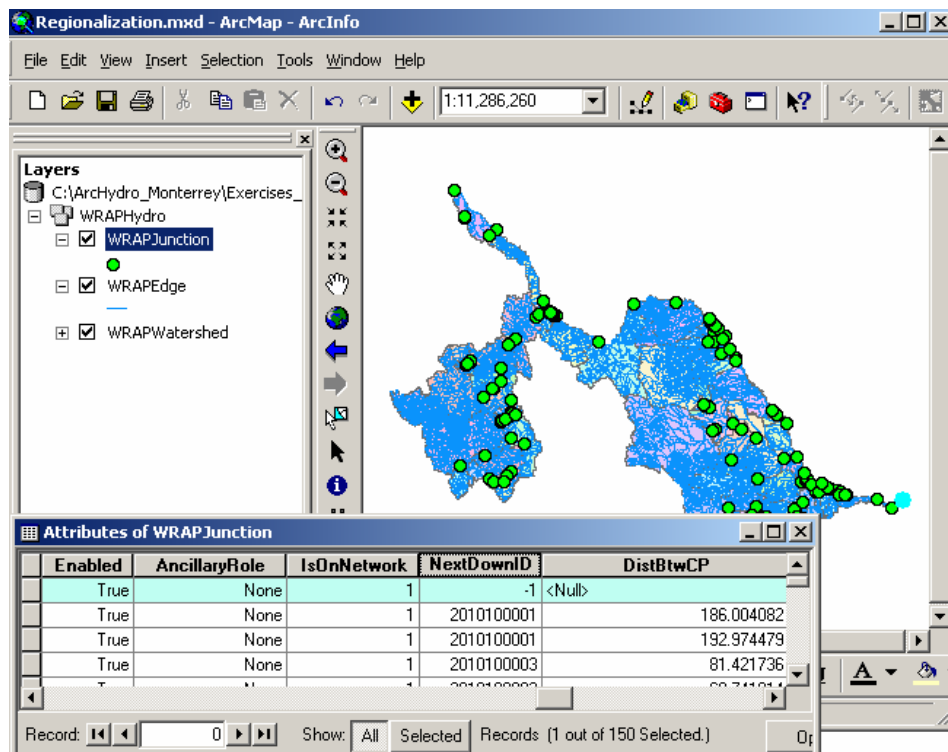 Regionalization.mxd - ArcMap - ArcInfo
File Edit View Insert Selection Tools Window Help
1:11,286,260
Layers
C:\ArcHydro_Monterrey\Exercises_
WRAPHydro
WRAPJunction
WRAPEdge
WRAPWatershed
Attributes of WRAPJunction
Enabled AncillaryRole IsOnNetwork NextDownID DistBtwCP
True None 1 -1 <Null>
True None 1 2010100001 186.004082
True None 1 2010100001 192.974479
True None 1 2010100003 81.421736
A
Record: 0 Show: All Selected Records (1 out of 150 Selected.) Op